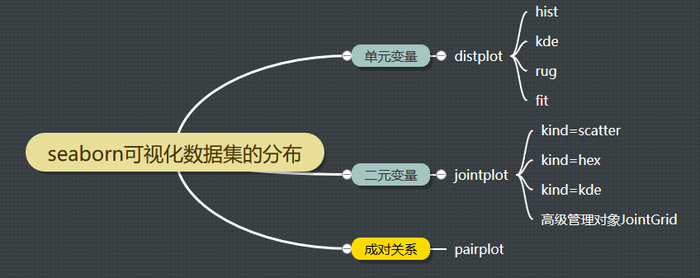 seaborn可视化数据集的分布
单元变量
distplot
hist
kde
rug
fit
二元变量
jointplot
kind=scatter
kind=hex
kind=kde
高级管理对象JointGrid
成对关系
pairplot